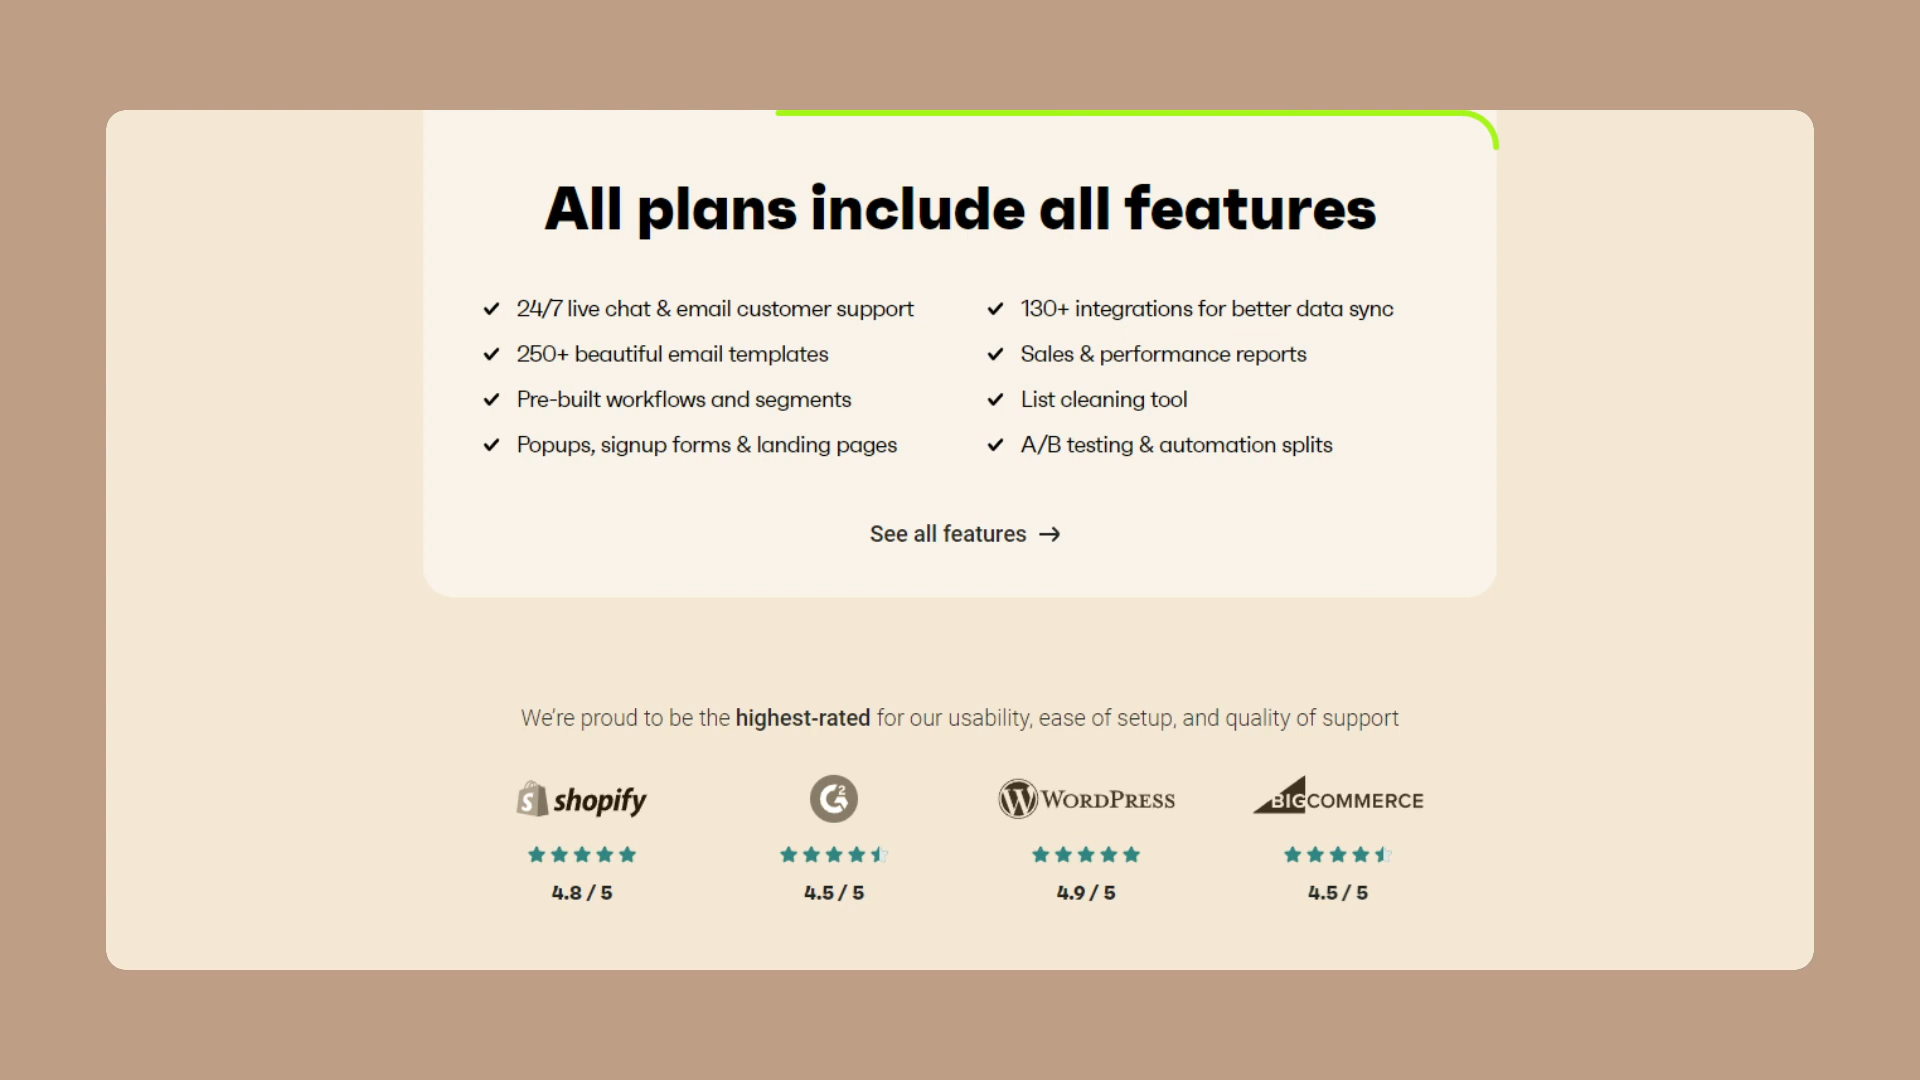 All plans include all features
24/7 live chat & email customer support
250+ beautiful email templates
Pre-built workflows and segments
Popups, signup forms & landing pages
130+ integrations for better data sync
Sales & performance reports
List cleaning tool
A/B testing & automation splits
See all features →
We're proud to be the highest-rated for our usability, ease of setup, and quality of support
shopify
4.8 / 5
G2
4.5 / 5
WORDPRESS
4.9 / 5
BIGCOMMERCE
4.5 / 5